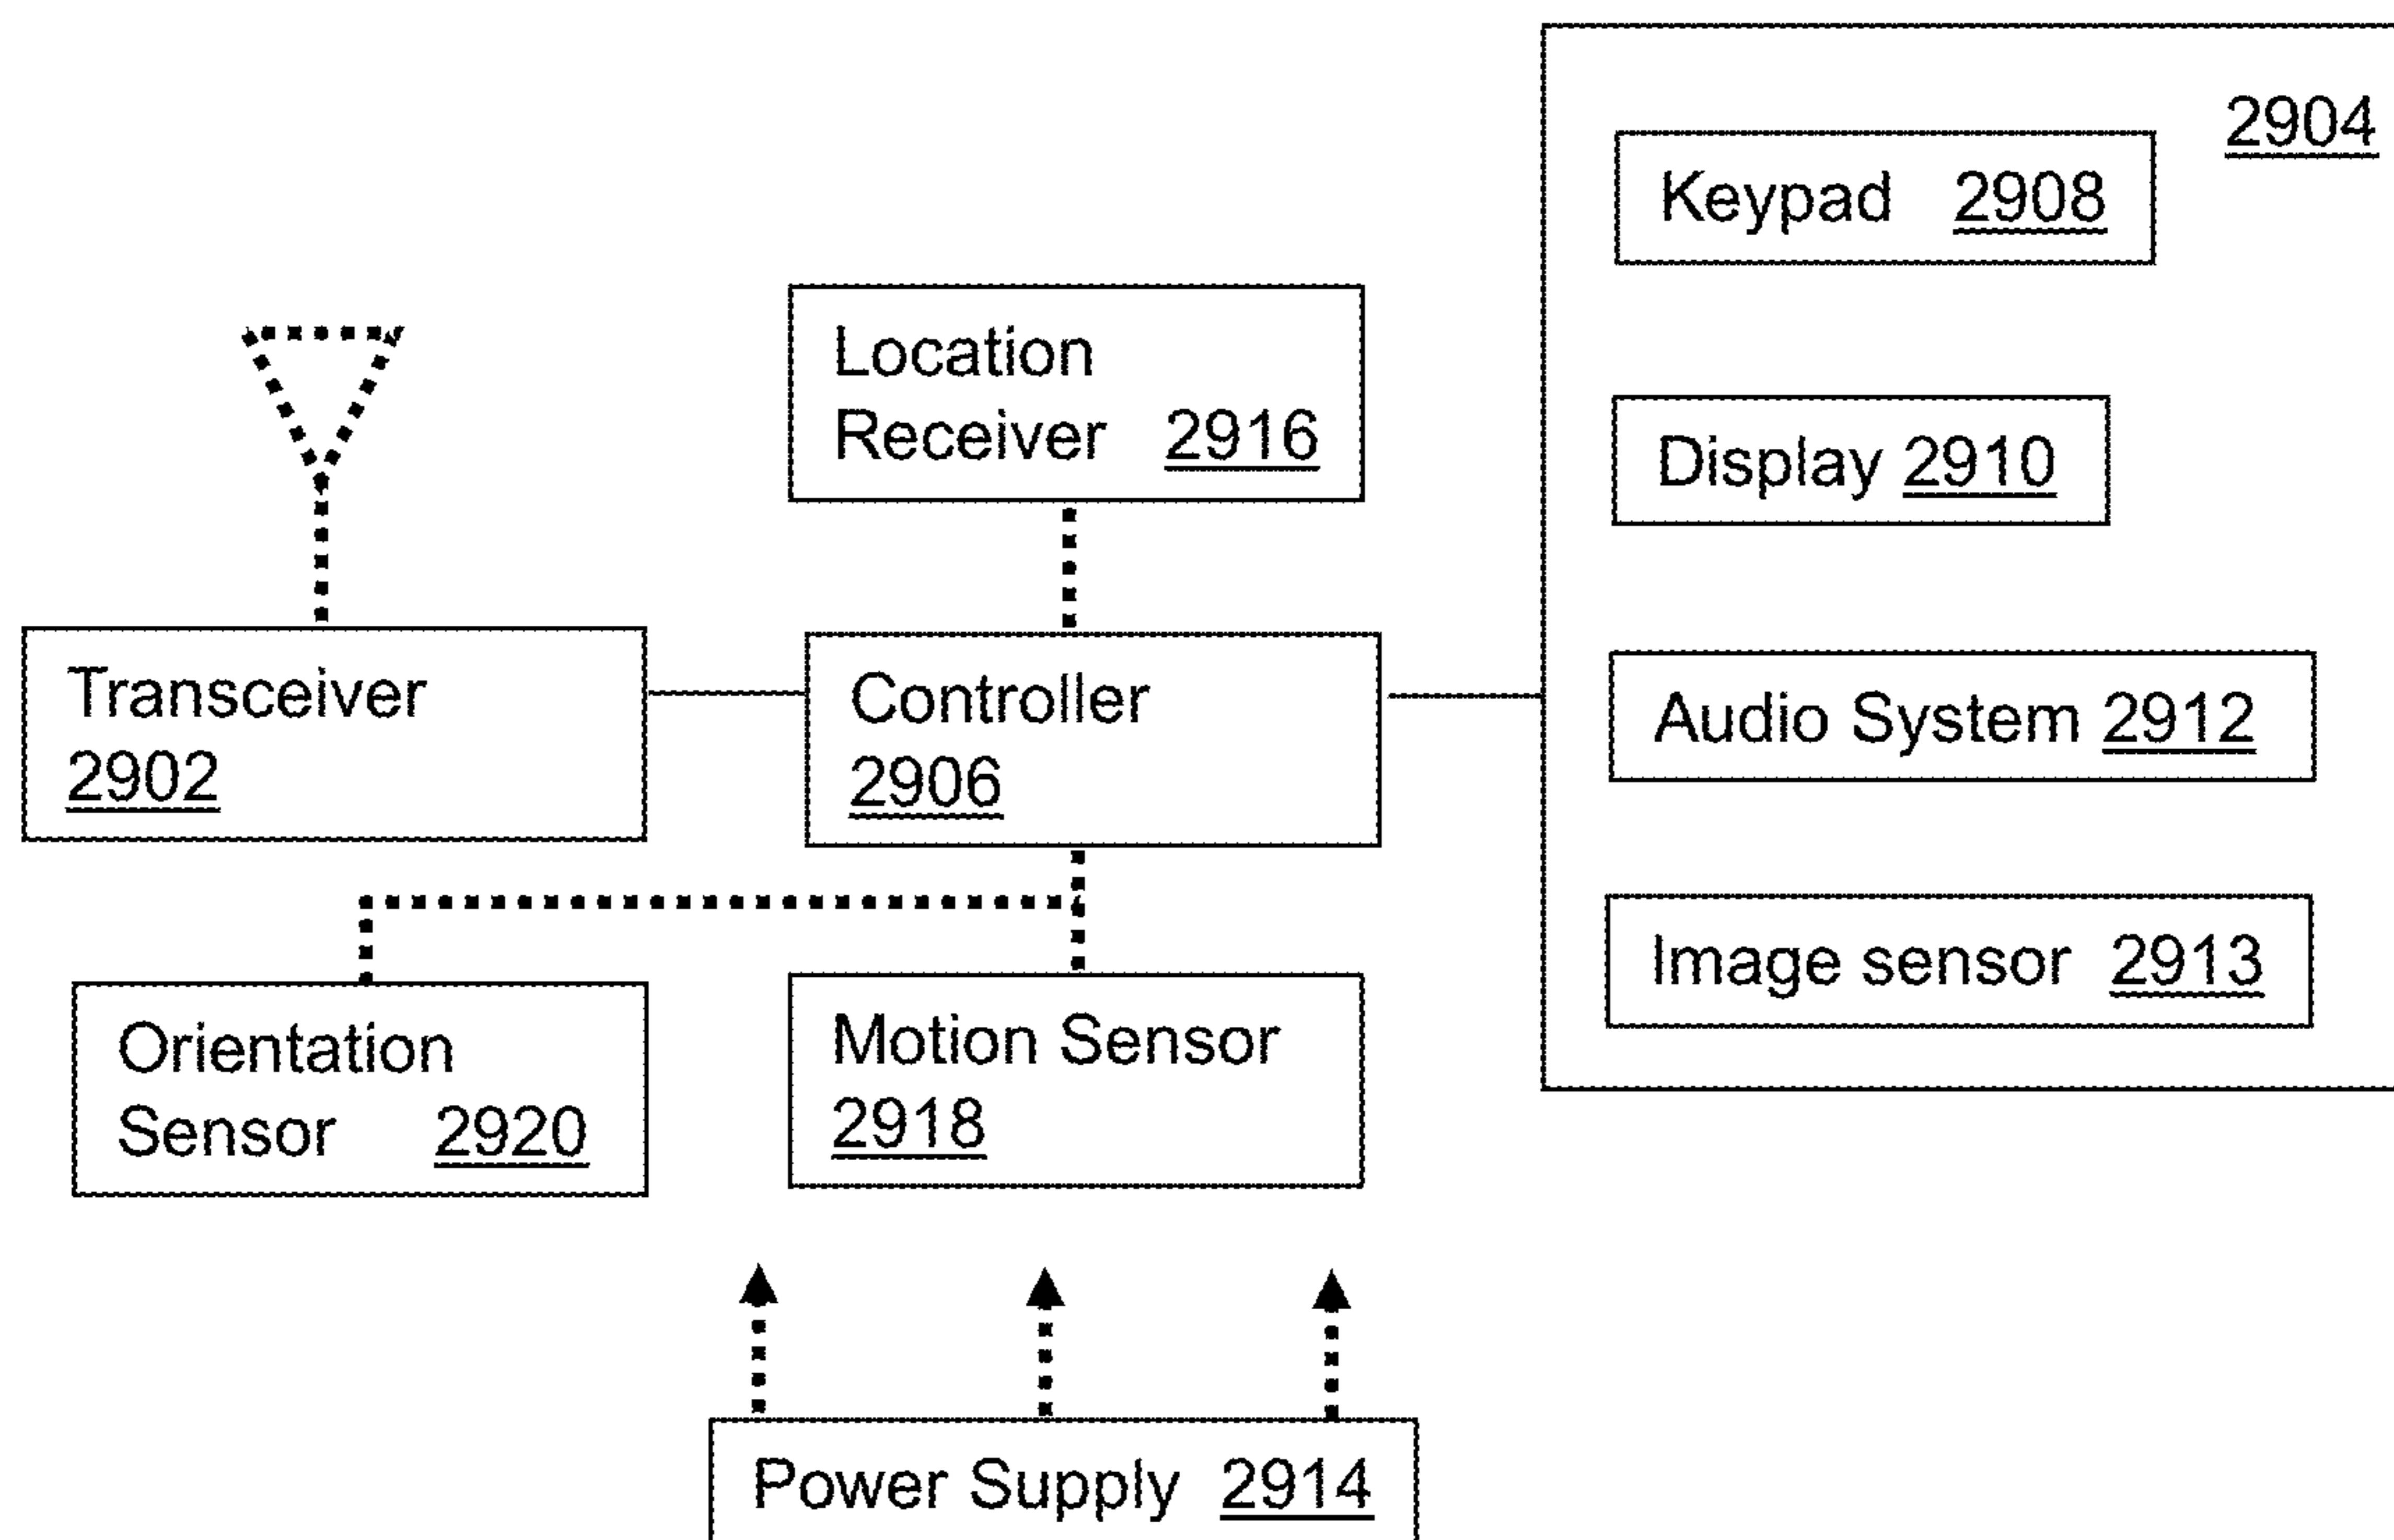 2904
Keypad 2908
Location
Receiver 2916
Display 2910
Transceiver
2902
Controller
2906
Audio System 2912
Image sensor 2913
Orientation
Sensor 2920
Motion Sensor
2918
Power Supply 2914